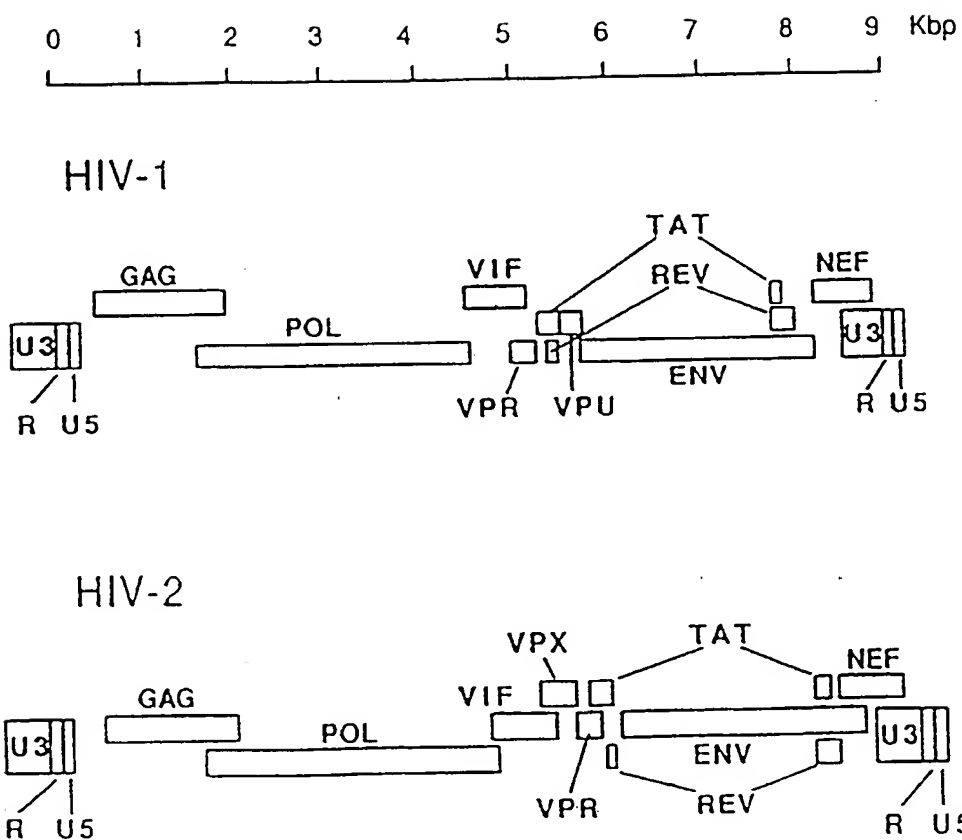 0 1 2 3 4 5 6 7 8 9 Kbp
HIV-1
TAT
GAG VIF REV NEF
U3 POL U3
ENV
R U5 VPR VPU R U5
HIV-2
VPX TAT NEF
GAG VIF
U3 POL ENV U3
VPR REV
R U5 R U5